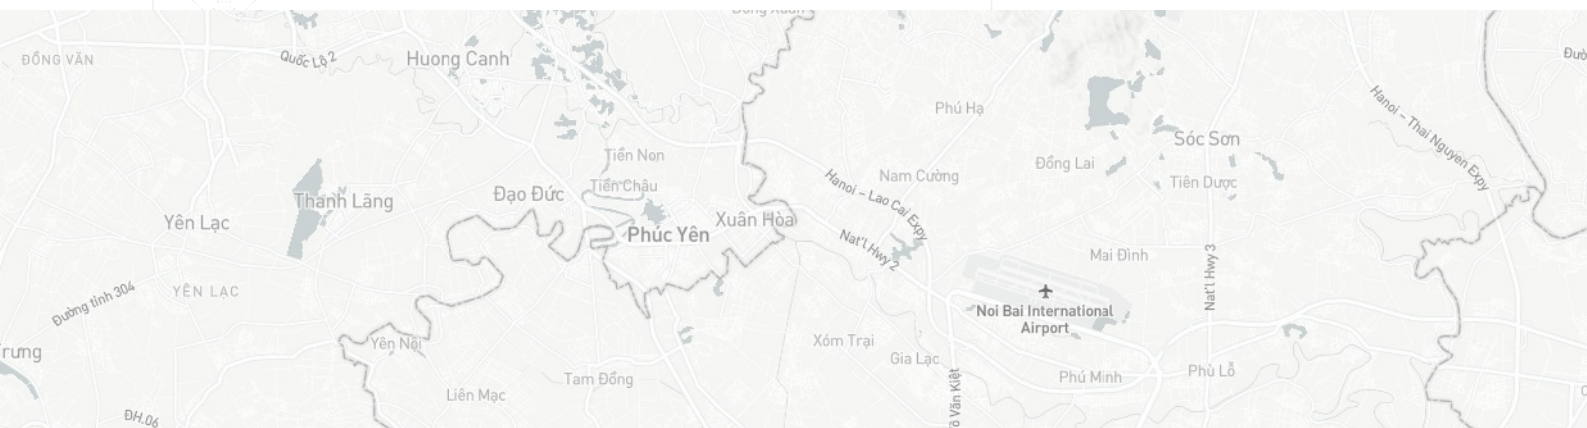 ĐỒNG VĂN
Quốc Lộ 2
Huong Canh
Phú Hạ
Hanoi – Thai Nguyen Expy
Sóc Sơn
Tiền Non
Đồng Lai
Nam Cường
Hanoi – Lao Cai Expy
Tiên Dược
Tiền Châu
Đạo Đức
Thanh Lãng
Yên Lạc
Xuân Hòa
Phúc Yên
Nat'l Hwy 2
Mai Đình
Nat'l Hwy 3
YÊN LẠC
Đường tỉnh 304
Noi Bai International
Airport
Yên Nội
Xóm Trại
Gia Lạc
Phú Minh
Phù Lỗ
Tam Đồng
Liên Mạc
Văn Kiệt
ĐH.06